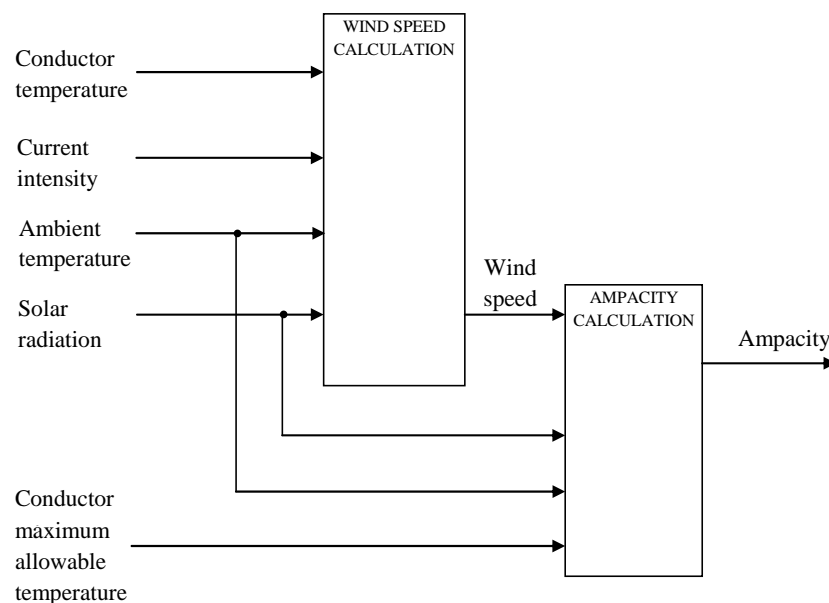 WIND SPEED
CALCULATION
Conductor
temperature
Current
intensity
Ambient
temperature
Solar
radiation
Wind
speed
AMPACITY
CALCULATION
Ampacity
Conductor
maximum
allowable
temperature